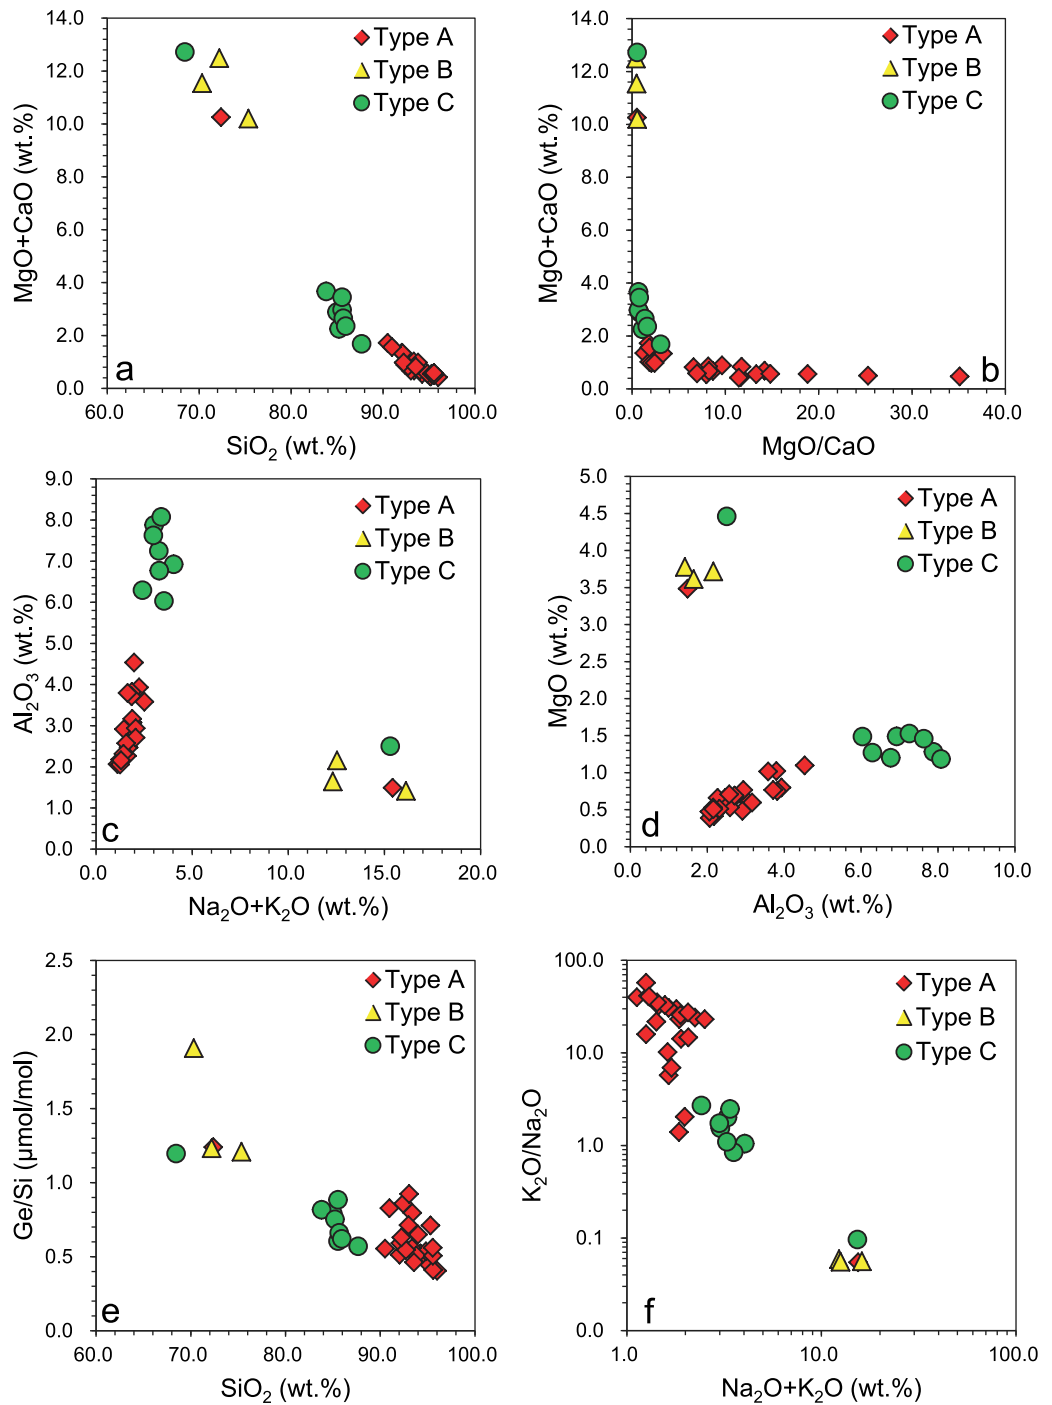 14.0
12.0
10.0
8.0
6.0
4.0
2.0
0.0
MgO+CaO (wt.%)
Type A
Type B
Type C
a
60.0 70.0 80.0 90.0 100.0
SiO₂ (wt.%)
14.0
12.0
10.0
8.0
6.0
4.0
2.0
0.0
MgO+CaO (wt.%)
Type A
Type B
Type C
b
0.0 10.0 20.0 30.0 40.0
MgO/CaO
9.0
8.0
7.0
6.0
5.0
4.0
3.0
2.0
1.0
0.0
Al₂O₃ (wt.%)
Type A
Type B
Type C
c
0.0 5.0 10.0 15.0 20.0
Na₂O+K₂O (wt.%)
5.0
4.5
4.0
3.5
3.0
2.5
2.0
1.5
1.0
0.5
0.0
MgO (wt.%)
Type A
Type B
Type C
d
0.0 2.0 4.0 6.0 8.0 10.0
Al₂O₃ (wt.%)
2.5
2.0
1.5
1.0
0.5
0.0
Ge/Si (µmol/mol)
Type A
Type B
Type C
e
60.0 70.0 80.0 90.0 100.0
SiO₂ (wt.%)
100.0
10.0
1.0
0.1
0.0
K₂O/Na₂O
Type A
Type B
Type C
f
1.0 10.0 100.0
Na₂O+K₂O (wt.%)